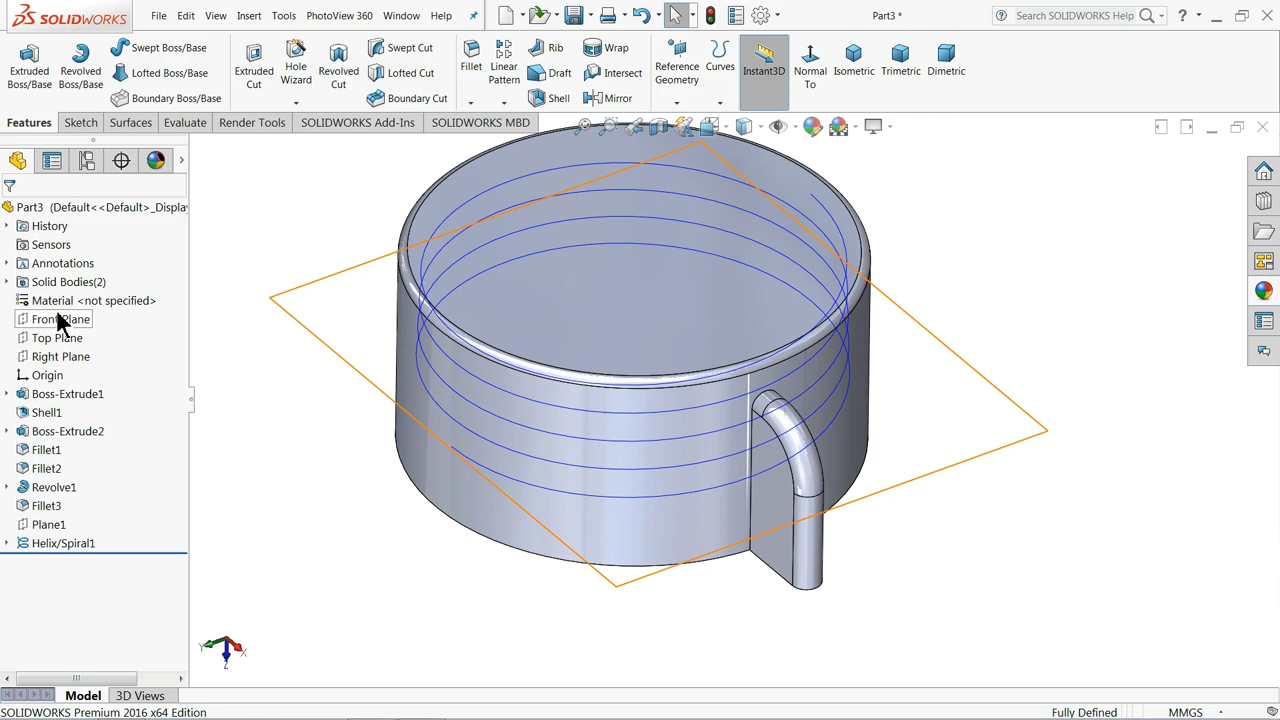 SOLIDWORKS
File
Edit
View
Insert
Tools
PhotoView 360
Window
Help
Part3 *
Search SOLIDWORKS Help
?
Extruded Boss/Base
Revolved Boss/Base
Swept Boss/Base
Lofted Boss/Base
Boundary Boss/Base
Extruded Cut
Hole Wizard
Revolved Cut
Swept Cut
Lofted Cut
Boundary Cut
Fillet
Linear Pattern
Rib
Draft
Shell
Wrap
Intersect
Mirror
Reference Geometry
Curves
Instant3D
Normal To
Isometric
Trimetric
Dimetric
Features
Sketch
Surfaces
Evaluate
Render Tools
SOLIDWORKS Add-Ins
SOLIDWORKS MBD
Part3 (Default<<Default>_Display
History
Sensors
Annotations
Solid Bodies(2)
Material <not specified>
Front Plane
Top Plane
Right Plane
Origin
Boss-Extrude1
Shell1
Boss-Extrude2
Fillet1
Fillet2
Revolve1
Fillet3
Plane1
Helix/Spiral1
Y
X
Z
Model
3D Views
SOLIDWORKS Premium 2016 x64 Edition
Fully Defined
MMGS